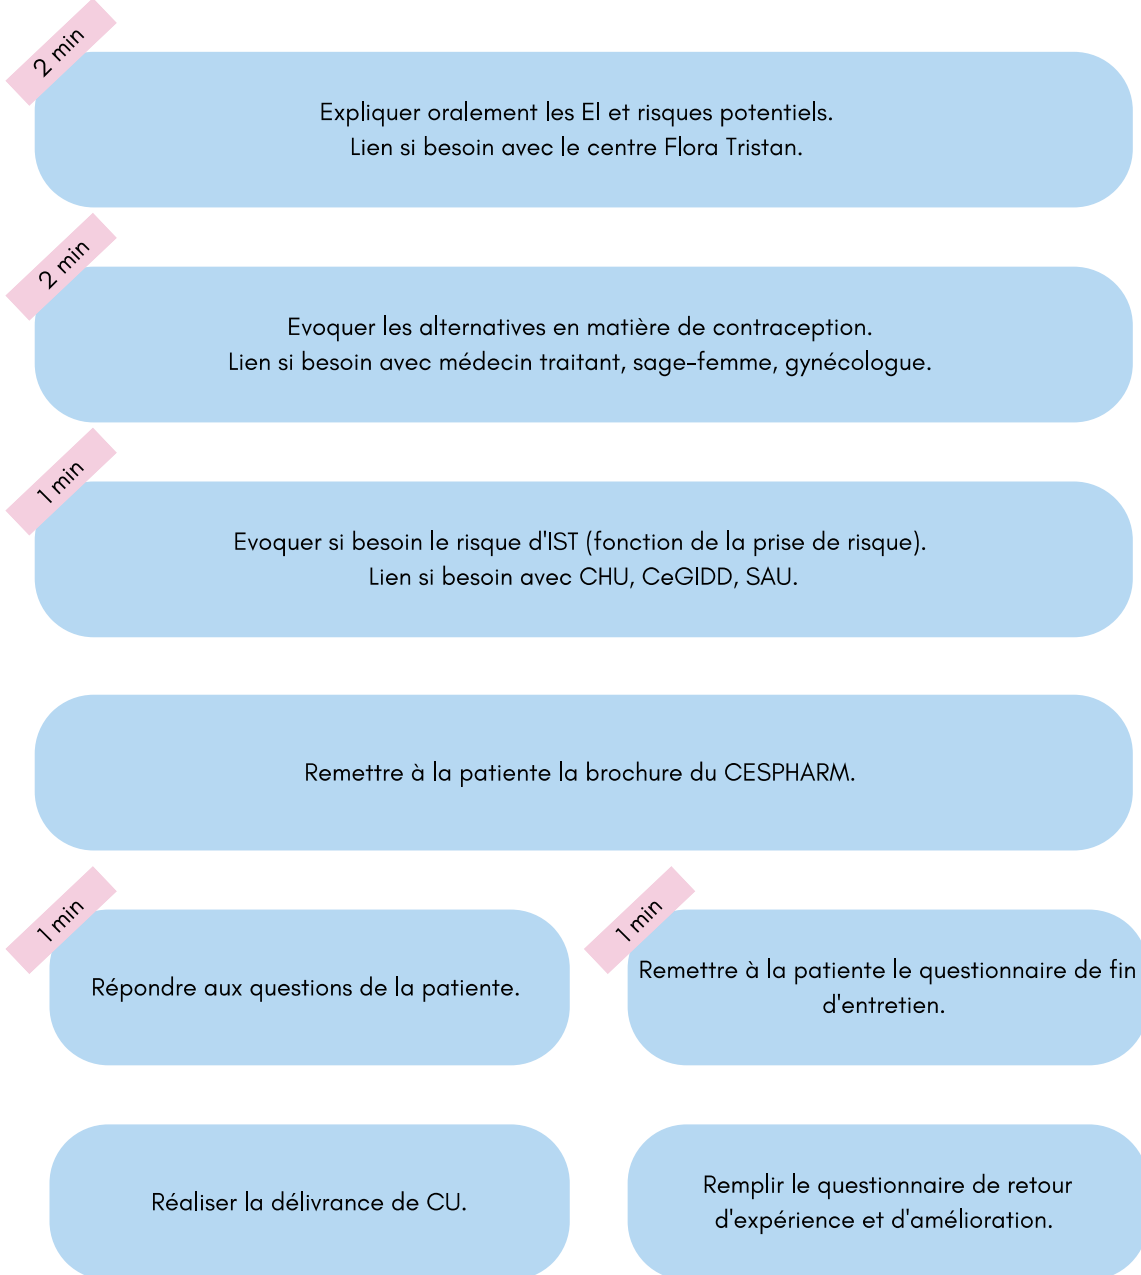 2 min
Expliquer oralement les EI et risques potentiels.
Lien si besoin avec le centre Flora Tristan.
2 min
Evoquer les alternatives en matière de contraception.
Lien si besoin avec médecin traitant, sage-femme, gynécologue.
1 min
Evoquer si besoin le risque d'IST (fonction de la prise de risque).
Lien si besoin avec CHU, CeGIDD, SAU.
Remettre à la patiente la brochure du CESPHARM.
1 min
Répondre aux questions de la patiente.
1 min
Remettre à la patiente le questionnaire de fin
d'entretien.
Réaliser la délivrance de CU.
Remplir le questionnaire de retour
d'expérience et d'amélioration.